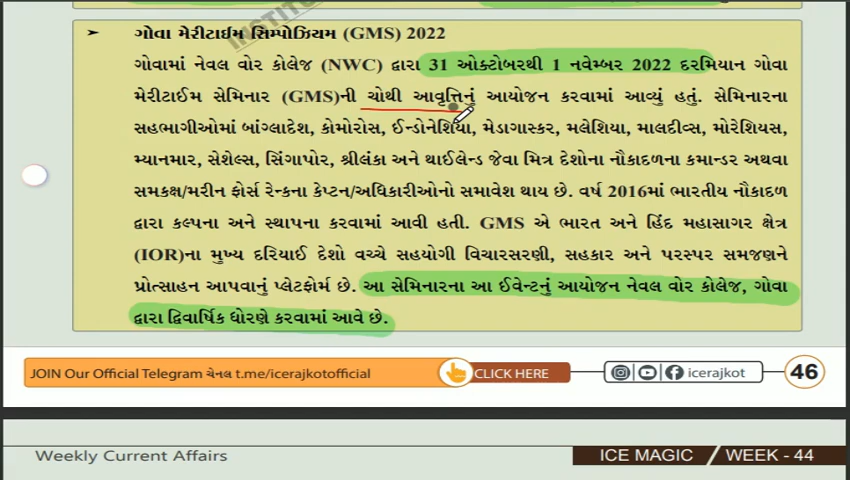 INSTITU
➤ ગોવા મેરીટાઈમ સિમ્પોઝિયમ (GMS) 2022
ગોવામાં નેવલ વોર કોલેજ (NWC) દ્વારા 31 ઓક્ટોબરથી 1 નવેમ્બર 2022 દરમિયાન ગોવા
મેરીટાઈમ સેમિનાર (GMS)ની ચોથી આવૃત્તિનું આયોજન કરવામાં આવ્યું હતું. સેમિનારના
સહભાગીઓમાં બાંગ્લાદેશ, કોમોરોસ, ઈન્ડોનેશિયા, મેડાગાસ્કર, મલેશિયા, માલદીવ્સ, મોરેશિયસ,
મ્યાનમાર, સેશેલ્સ, સિંગાપોર, શ્રીલંકા અને થાઈલેન્ડ જેવા મિત્ર દેશોના નૌકાદળના કમાન્ડર અથવા
સમકક્ષ/મરીન ફોર્સ રેન્કના કેપ્ટન/અધિકારીઓનો સમાવેશ થાય છે. વર્ષ 2016માં ભારતીય નૌકાદળ
દ્વારા કલ્પના અને સ્થાપના કરવામાં આવી હતી. GMS એ ભારત અને હિંદ મહાસાગર ક્ષેત્ર
(IOR)ના મુખ્ય દરિયાઈ દેશો વચ્ચે સહયોગી વિચારસરણી, સહકાર અને પરસ્પર સમજણને
પ્રોત્સાહન આપવાનું પ્લેટફોર્મ છે. આ સેમિનારના આ ઈવેન્ટનું આયોજન નેવલ વોર કોલેજ, ગોવા
દ્વારા દ્વિવાર્ષિક ધોરણે કરવામાં આવે છે.
JOIN Our Official Telegram ચેનલ t.me/icerajkotofficial CLICK HERE icerajkot 46
Weekly Current Affairs ICE MAGIC / WEEK - 44